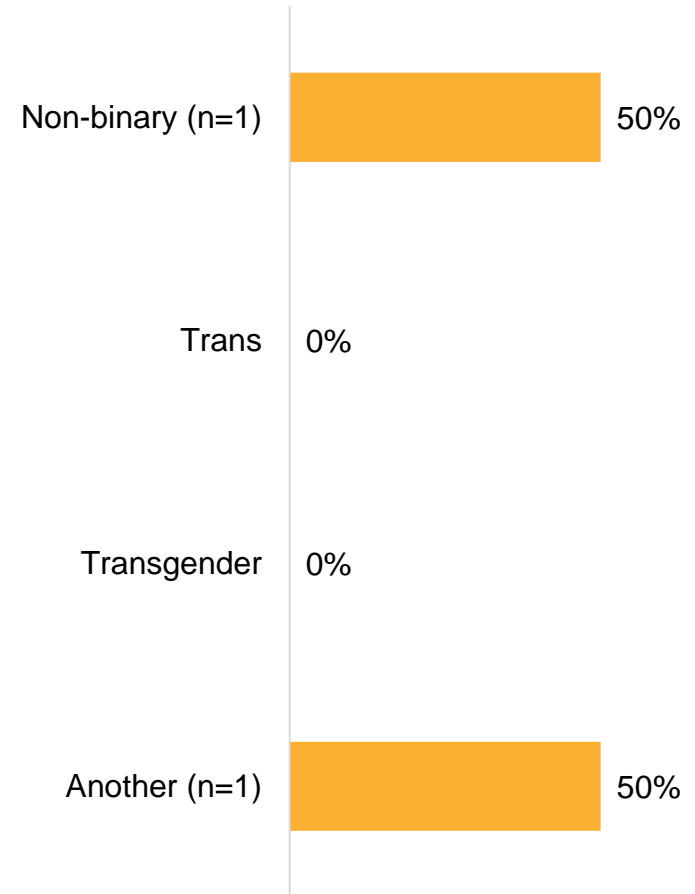 Non-binary (n=1) 50%
Trans 0%
Transgender 0%
Another (n=1) 50%